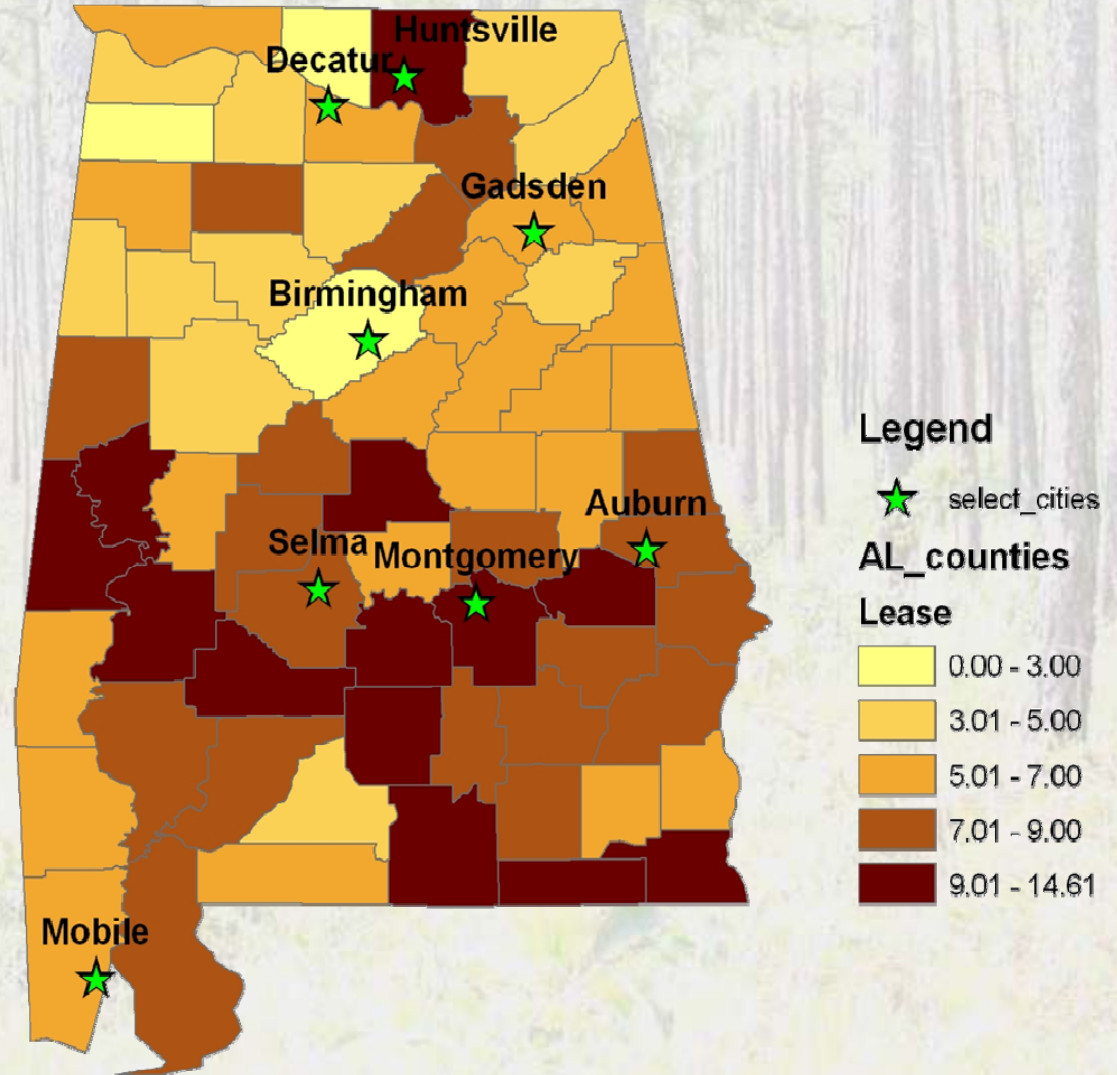 Huntsville
Decatur
Gadsden
Birmingham
Auburn
Selma
Montgomery
Mobile
Legend
select_cities
AL_counties
Lease
0.00 - 3.00
3.01 - 5.00
5.01 - 7.00
7.01 - 9.00
9.01 - 14.61